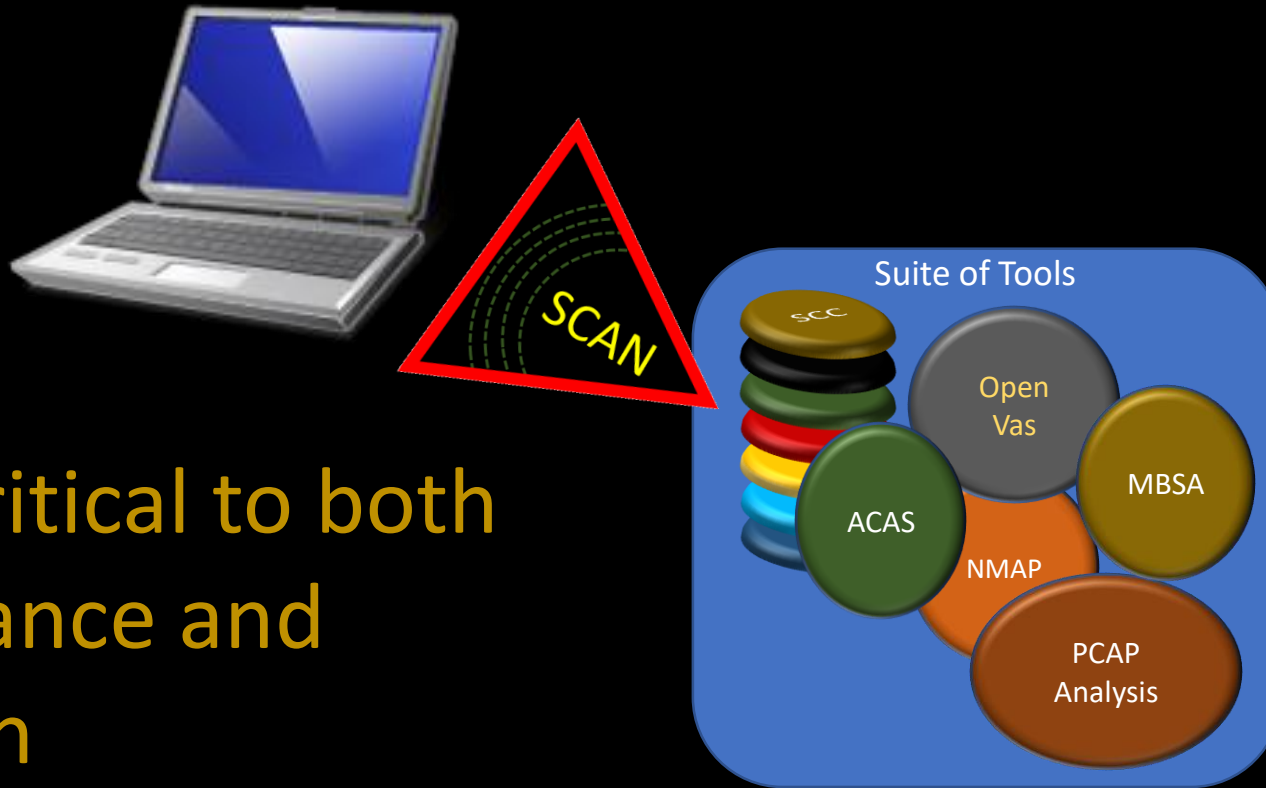 SCAN
Suite of Tools
SCC
Open
Vas
MBSA
ACAS
NMAP
PCAP
Analysis
ritical to both
ance and
n